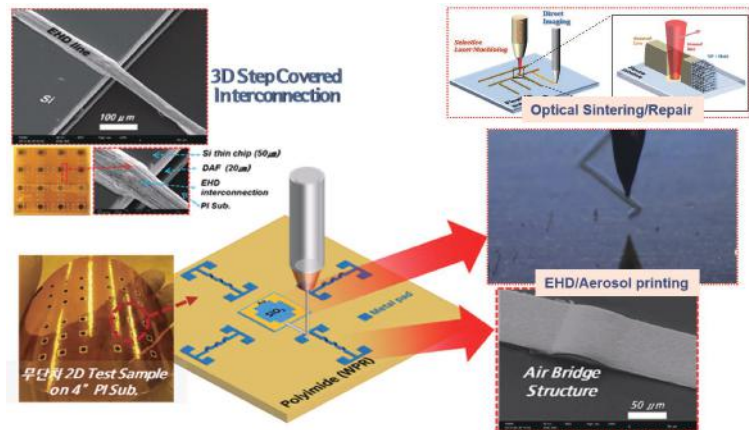 EHD line
Si
100 μm
3D Step Covered
Interconnection
Si thin chip (50㎛)
DAF (20㎛)
EHD
interconnection
PI Sub.
Direct
Imaging
Selective
Laser Machining
Optical Sintering/Repair
EHD/Aerosol printing
SiO₂
Metal pad
Polyimide (WPR)
무단차 2D Test Sample
on 4" PI Sub.
Air Bridge
Structure
50 μm